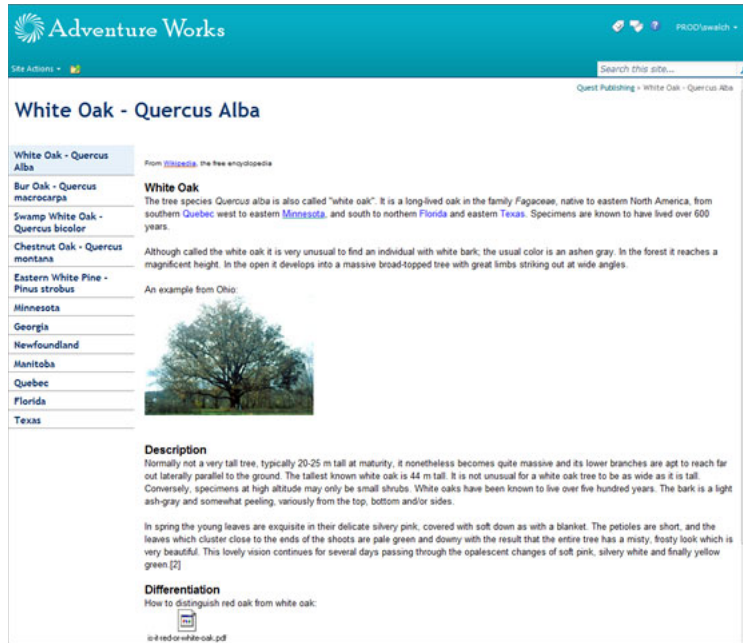 Adventure Works
PROD\awalch
Site Actions
Search this site...
Quest Publishing » White Oak - Quercus Alba
White Oak - Quercus Alba
White Oak - Quercus
Alba
Bur Oak - Quercus
macrocarpa
Swamp White Oak -
Quercus bicolor
Chestnut Oak - Quercus
montana
Eastern White Pine -
Pinus strobus
Minnesota
Georgia
Newfoundland
Manitoba
Quebec
Florida
Texas
From Wikipedia, the free encyclopedia
White Oak
The tree species Quercus alba is also called "white oak". It is a long-lived oak in the family Fagaceae, native to eastern North America, from
southern Quebec west to eastern Minnesota, and south to northern Florida and eastern Texas. Specimens are known to have lived over 600
years.
Although called the white oak it is very unusual to find an individual with white bark; the usual color is an ashen gray. In the forest it reaches a
magnificent height. In the open it develops into a massive broad-topped tree with great limbs striking out at wide angles.
An example from Ohio:
Description
Normally not a very tall tree, typically 20-25 m tall at maturity, it nonetheless becomes quite massive and its lower branches are apt to reach far
out laterally parallel to the ground. The tallest known white oak is 44 m tall. It is not unusual for a white oak tree to be as wide as it is tall.
Conversely, specimens at high altitude may only be small shrubs. White oaks have been known to live over five hundred years. The bark is a light
ash-gray and somewhat peeling, variously from the top, bottom and/or sides.
In spring the young leaves are exquisite in their delicate silvery pink, covered with soft down as with a blanket. The petioles are short, and the
leaves which cluster close to the ends of the shoots are pale green and downy with the result that the entire tree has a misty, frosty look which is
very beautiful. This lovely vision continues for several days passing through the opalescent changes of soft pink, silvery white and finally yellow
green.[2]
Differentiation
How to distinguish red oak from white oak:
is-it-red-or-white-oak.pdf